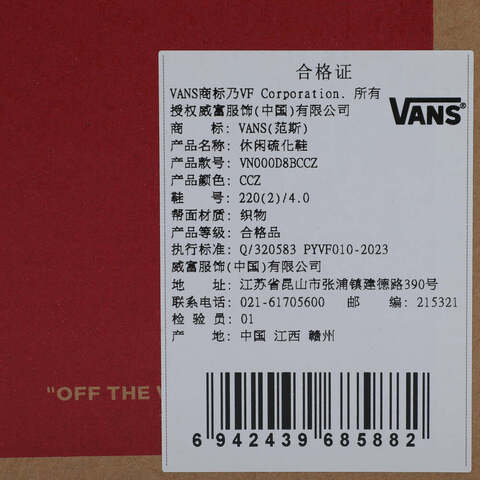 合格证
VANS商标乃VF Corporation. 所有
授权威富服饰(中国)有限公司
VANS®
商 标: VANS(范斯)
产品名称: 休闲硫化鞋
产品款号: VN000D8BCCZ
产品颜色: CCZ
鞋 号: 220(2)/4.0
帮面材质: 织物
产品等级: 合格品
执行标准: Q/320583 PYVF010-2023
威富服饰(中国)有限公司
地 址: 江苏省昆山市张浦镇建德路390号
联系电话: 021-61705600 邮 编: 215321
检 验 员: 01
产 地: 中国 江西 赣州
"OFF THE
6 942439 685882